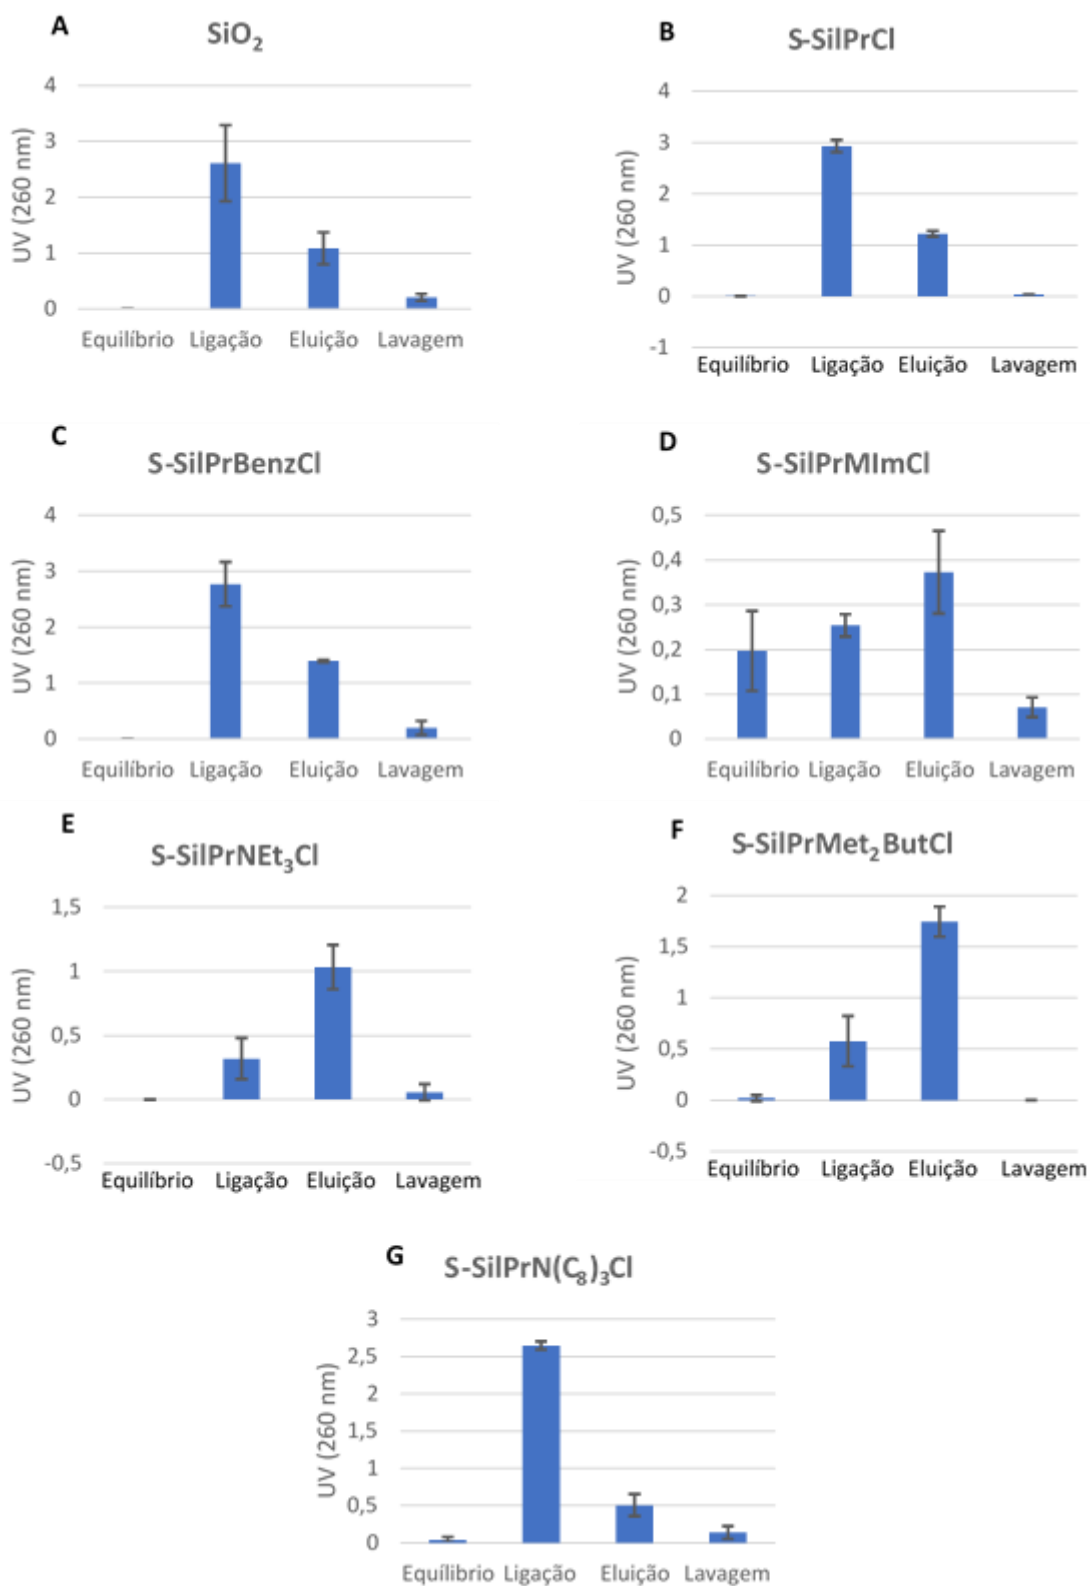 A
SiO₂
4
3
2
1
0
UV (260 nm)
Equilíbrio Ligação Eluição Lavagem
B
S-SilPrCl
4
3
2
1
0
-1
UV (260 nm)
Equilíbrio Ligação Eluição Lavagem
C
S-SilPrBenzCl
4
3
2
1
0
UV (260 nm)
Equilíbrio Ligação Eluição Lavagem
D
S-SilPrMImCl
0,5
0,4
0,3
0,2
0,1
0
UV (260 nm)
Equilíbrio Ligação Eluição Lavagem
E
S-SilPrNEt₃Cl
1,5
1
0,5
0
-0,5
UV (260 nm)
Equilíbrio Ligação Eluição Lavagem
F
S-SilPrMet₂ButCl
2
1,5
1
0,5
0
-0,5
UV (260 nm)
Equilíbrio Ligação Eluição Lavagem
G
S-SilPrN(C₈)₃Cl
3
2,5
2
1,5
1
0,5
0
UV (260 nm)
Equílibrio Ligação Eluição Lavagem